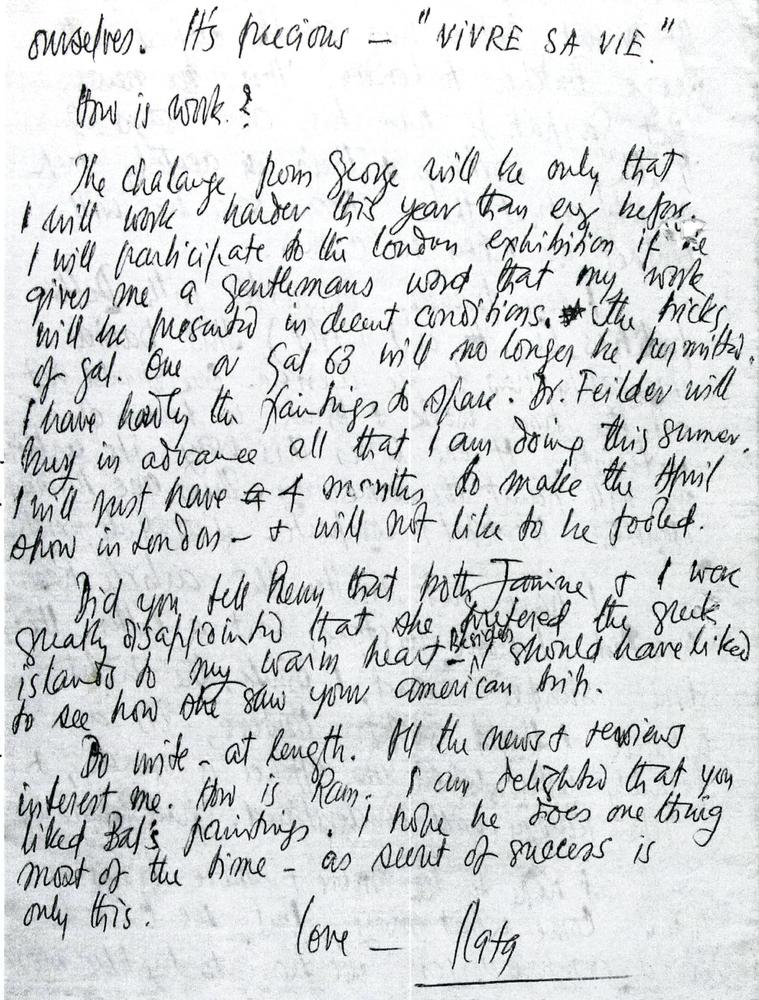 ourselves. It's precious — "VIVRE SA VIE."
How is work.?
The chalange from George will be only that
I will work harder this year than ever before.
I will participate to the London exhibition if he
gives me a gentlemans word that my work
will be presented in decent conditions. The tricks
of gal. One or Gal 63 will no longer be permitted.
I have hardly the paintings to spare. Dr. Feilder will
buy in advance all that I am doing this sumer.
I will just have 4 months to make the April
show in London — & will not like to be fooled.
Did you tell that both Janine & I were
greatly disappointed that she prefered the greek
islands to my warm heart — Besides I should have liked
to see how she saw your american trip.
Do write — at length. All the news & reviews
interest me. How is Ram. I am delighted that you
liked Bal's paintings. I hope he does one thing
most of the time — as secret of success is
only this.
love — Raza